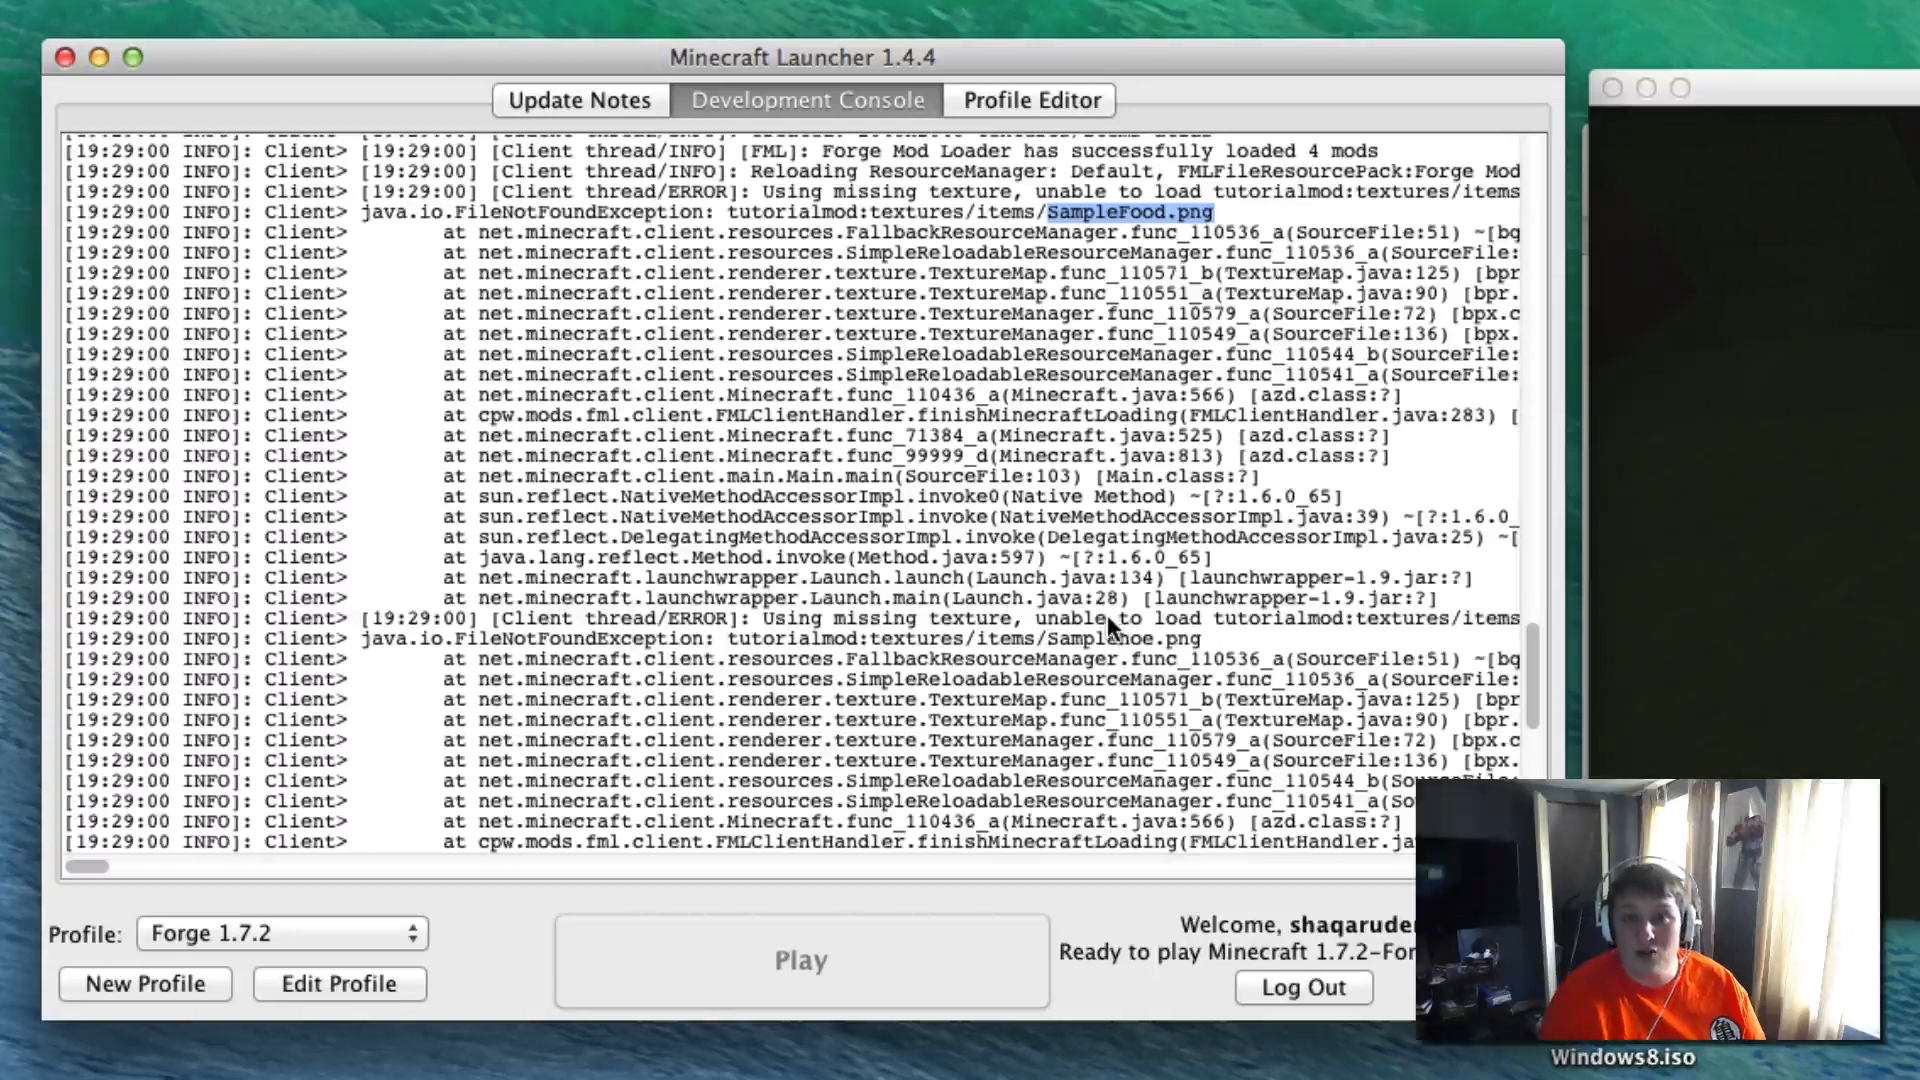 Minecraft Launcher 1.4.4
Update Notes
Development Console
Profile Editor
[19:29:00 INFO]: Client> [19:29:00] [Client thread/INFO] [FML]: Forge Mod Loader has successfully loaded 4 mods
[19:29:00 INFO]: Client> [19:29:00] [Client thread/INFO]: Reloading ResourceManager: Default, FMLFileResourcePack:Forge Mod
[19:29:00 INFO]: Client> [19:29:00] [Client thread/ERROR]: Using missing texture, unable to load tutorialmod:textures/items
[19:29:00 INFO]: Client> java.io.FileNotFoundException: tutorialmod:textures/items/SampleFood.png
[19:29:00 INFO]: Client> at net.minecraft.client.resources.FallbackResourceManager.func_110536_a(SourceFile:51) ~[bq
[19:29:00 INFO]: Client> at net.minecraft.client.resources.SimpleReloadableResourceManager.func_110536_a(SourceFile:
[19:29:00 INFO]: Client> at net.minecraft.client.renderer.texture.TextureMap.func_110571_b(TextureMap.java:125) [bpr
[19:29:00 INFO]: Client> at net.minecraft.client.renderer.texture.TextureMap.func_110551_a(TextureMap.java:90) [bpr.
[19:29:00 INFO]: Client> at net.minecraft.client.renderer.texture.TextureManager.func_110579_a(SourceFile:72) [bpx.c
[19:29:00 INFO]: Client> at net.minecraft.client.renderer.texture.TextureManager.func_110549_a(SourceFile:136) [bpx.
[19:29:00 INFO]: Client> at net.minecraft.client.resources.SimpleReloadableResourceManager.func_110544_b(SourceFile:
[19:29:00 INFO]: Client> at net.minecraft.client.resources.SimpleReloadableResourceManager.func_110541_a(SourceFile:
[19:29:00 INFO]: Client> at net.minecraft.client.Minecraft.func_110436_a(Minecraft.java:566) [azd.class:?]
[19:29:00 INFO]: Client> at cpw.mods.fml.client.FMLClientHandler.finishMinecraftLoading(FMLClientHandler.java:283) [
[19:29:00 INFO]: Client> at net.minecraft.client.Minecraft.func_71384_a(Minecraft.java:525) [azd.class:?]
[19:29:00 INFO]: Client> at net.minecraft.client.Minecraft.func_99999_d(Minecraft.java:813) [azd.class:?]
[19:29:00 INFO]: Client> at net.minecraft.client.main.Main.main(SourceFile:103) [Main.class:?]
[19:29:00 INFO]: Client> at sun.reflect.NativeMethodAccessorImpl.invoke0(Native Method) ~[?:1.6.0_65]
[19:29:00 INFO]: Client> at sun.reflect.NativeMethodAccessorImpl.invoke(NativeMethodAccessorImpl.java:39) ~[?:1.6.0_
[19:29:00 INFO]: Client> at sun.reflect.DelegatingMethodAccessorImpl.invoke(DelegatingMethodAccessorImpl.java:25) ~[
[19:29:00 INFO]: Client> at java.lang.reflect.Method.invoke(Method.java:597) ~[?:1.6.0_65]
[19:29:00 INFO]: Client> at net.minecraft.launchwrapper.Launch.launch(Launch.java:134) [launchwrapper-1.9.jar:?]
[19:29:00 INFO]: Client> at net.minecraft.launchwrapper.Launch.main(Launch.java:28) [launchwrapper-1.9.jar:?]
[19:29:00 INFO]: Client> [19:29:00] [Client thread/ERROR]: Using missing texture, unable to load tutorialmod:textures/items
[19:29:00 INFO]: Client> java.io.FileNotFoundException: tutorialmod:textures/items/SampleHoe.png
[19:29:00 INFO]: Client> at net.minecraft.client.resources.FallbackResourceManager.func_110536_a(SourceFile:51) ~[bq
[19:29:00 INFO]: Client> at net.minecraft.client.resources.SimpleReloadableResourceManager.func_110536_a(SourceFile:
[19:29:00 INFO]: Client> at net.minecraft.client.renderer.texture.TextureMap.func_110571_b(TextureMap.java:125) [bpr
[19:29:00 INFO]: Client> at net.minecraft.client.renderer.texture.TextureMap.func_110551_a(TextureMap.java:90) [bpr.
[19:29:00 INFO]: Client> at net.minecraft.client.renderer.texture.TextureManager.func_110579_a(SourceFile:72) [bpx.c
[19:29:00 INFO]: Client> at net.minecraft.client.renderer.texture.TextureManager.func_110549_a(SourceFile:136) [bpx.
[19:29:00 INFO]: Client> at net.minecraft.client.resources.SimpleReloadableResourceManager.func_110544_b(SourceFile:
[19:29:00 INFO]: Client> at net.minecraft.client.resources.SimpleReloadableResourceManager.func_110541_a(So
[19:29:00 INFO]: Client> at net.minecraft.client.Minecraft.func_110436_a(Minecraft.java:566) [azd.class:?]
[19:29:00 INFO]: Client> at cpw.mods.fml.client.FMLClientHandler.finishMinecraftLoading(FMLClientHandler.ja
Profile: Forge 1.7.2
New Profile
Edit Profile
Play
Welcome, shaqaruder
Ready to play Minecraft 1.7.2-For
Log Out
亀
Windows8.iso